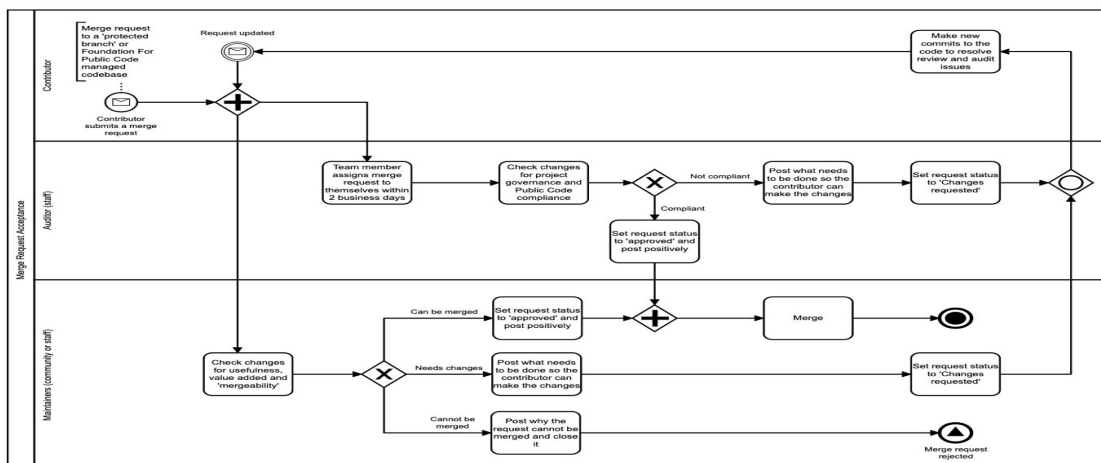 Merge Request Acceptance
Contributor
Merge request
to a 'protected
branch' or
Foundation For
Public Code
managed
codebase
Contributor
submits a merge
request
Request updated
Make new
commits to the
code to resolve
review and audit
issues
Auditor (staff)
Team member
assigns merge
request to
themselves within
2 business days
Check changes
for project
governance and
Public Code
compliance
Not compliant
Compliant
Post what needs
to be done so the
contributor can
make the changes
Set request status
to 'Changes
requested'
Set request status
to 'approved' and
post positively
Maintainers (community or staff)
Check changes
for usefulness,
value added and
'mergeability'
Can be merged
Set request status
to 'approved' and
post positively
Merge
Needs changes
Post what needs
to be done so the
contributor can
make the changes
Set request status
to 'Changes
requested'
Cannot be
merged
Post why the
request cannot be
merged and close
it
Merge request
rejected